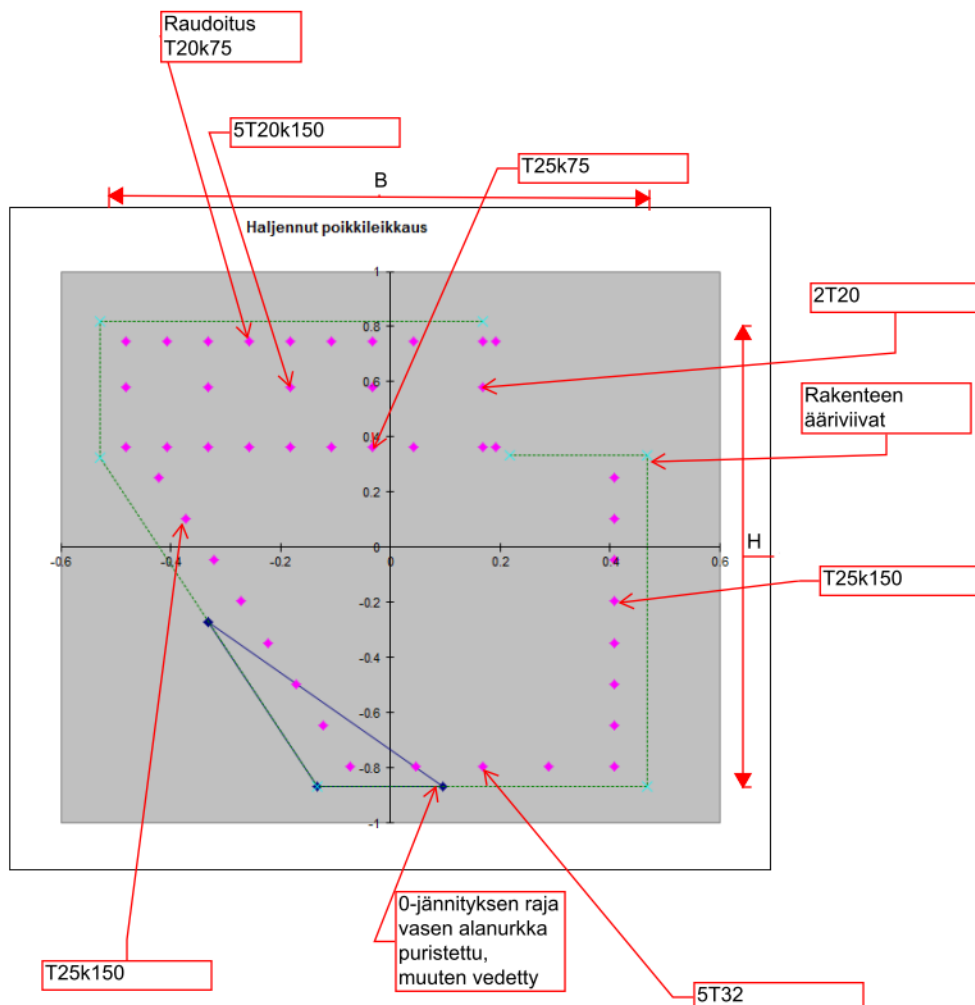 Raudoitus
T20k75
5T20k150
T25k75
B
Haljennut poikkileikkaus
2T20
Rakenteen
ääriviivat
H
T25k150
1
0.8
0.6
0.4
0.2
0
-0.2
-0.4
-0.6
-0.8
-1
-0.6
-0.4
-0.2
0
0.2
0.4
0.6
0-jännityksen raja
vasen alanurkka
puristettu,
muuten vedetty
T25k150
5T32